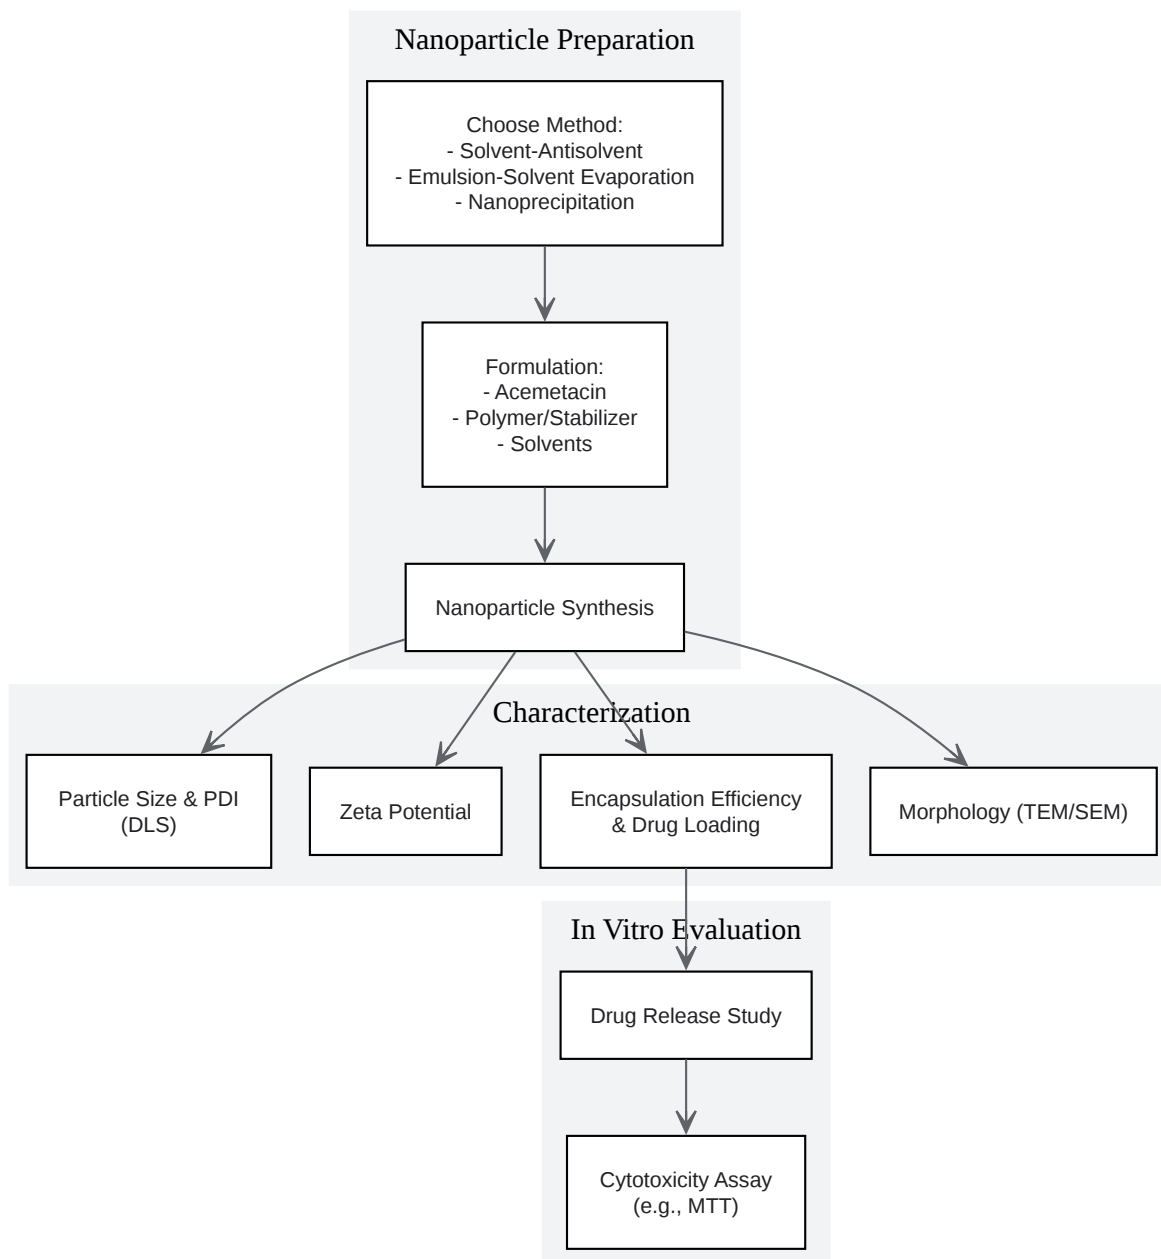 Nanoparticle Preparation
Choose Method:
- Solvent-Antisolvent
- Emulsion-Solvent Evaporation
- Nanoprecipitation
Formulation:
- Acemetacin
- Polymer/Stabilizer
- Solvents
Nanoparticle Synthesis
Characterization
Particle Size & PDI
(DLS)
Zeta Potential
Encapsulation Efficiency
& Drug Loading
Morphology (TEM/SEM)
In Vitro Evaluation
Drug Release Study
Cytotoxicity Assay
(e.g., MTT)